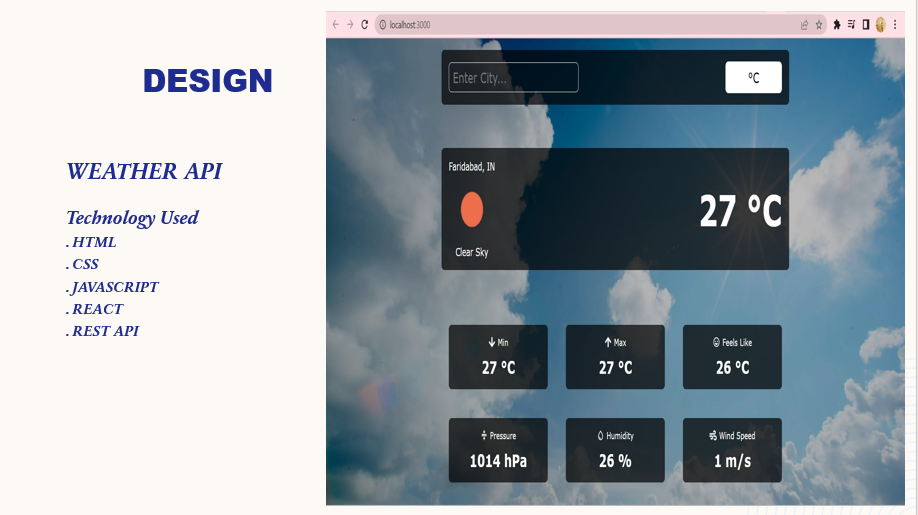 DESIGN
WEATHER API
Technology Used
. HTML
. CSS
. JAVASCRIPT
. REACT
. REST API
localhost:3000
Enter City...
°C
Faridabad, IN
27 °C
Clear Sky
Min
27 °C
Max
27 °C
Feels Like
26 °C
Pressure
1014 hPa
Humidity
26 %
Wind Speed
1 m/s